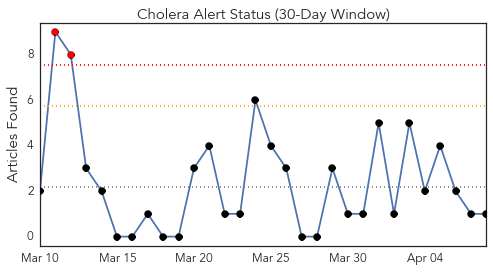 Cholera Alert Status (30-Day Window)
Articles Found
8
6
4
2
0
Mar 10 Mar 15 Mar 20 Mar 25 Mar 30 Apr 04